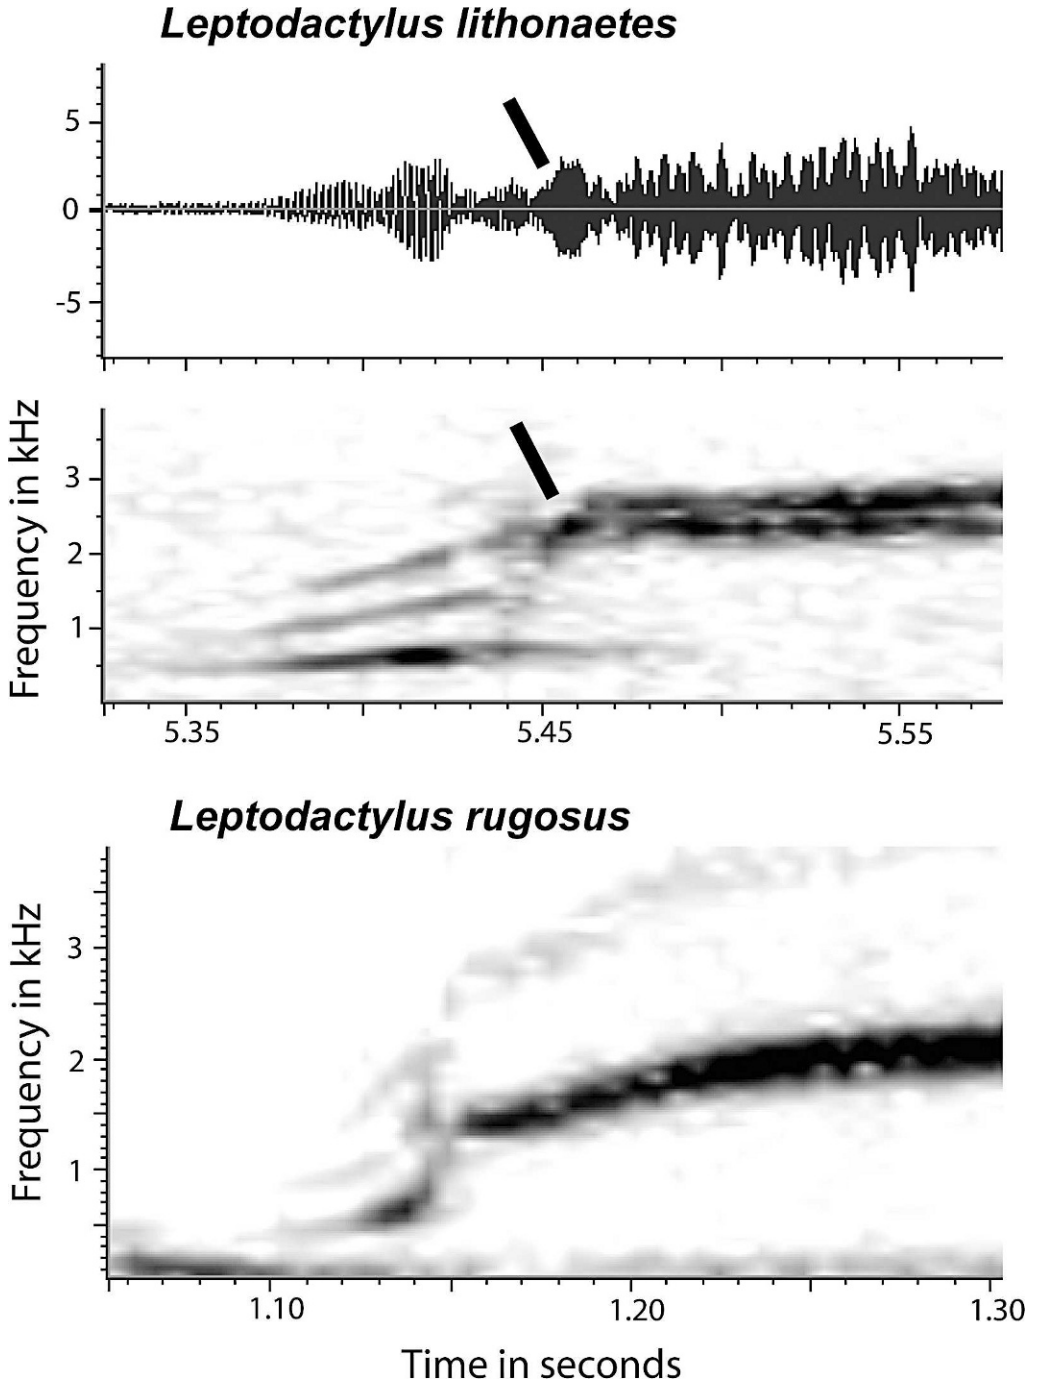 Leptodactylus lithonaetes
5
0
-5
Frequency in kHz
3
2
1
5.35 5.45 5.55
Leptodactylus rugosus
Frequency in kHz
3
2
1
1.10 1.20 1.30
Time in seconds